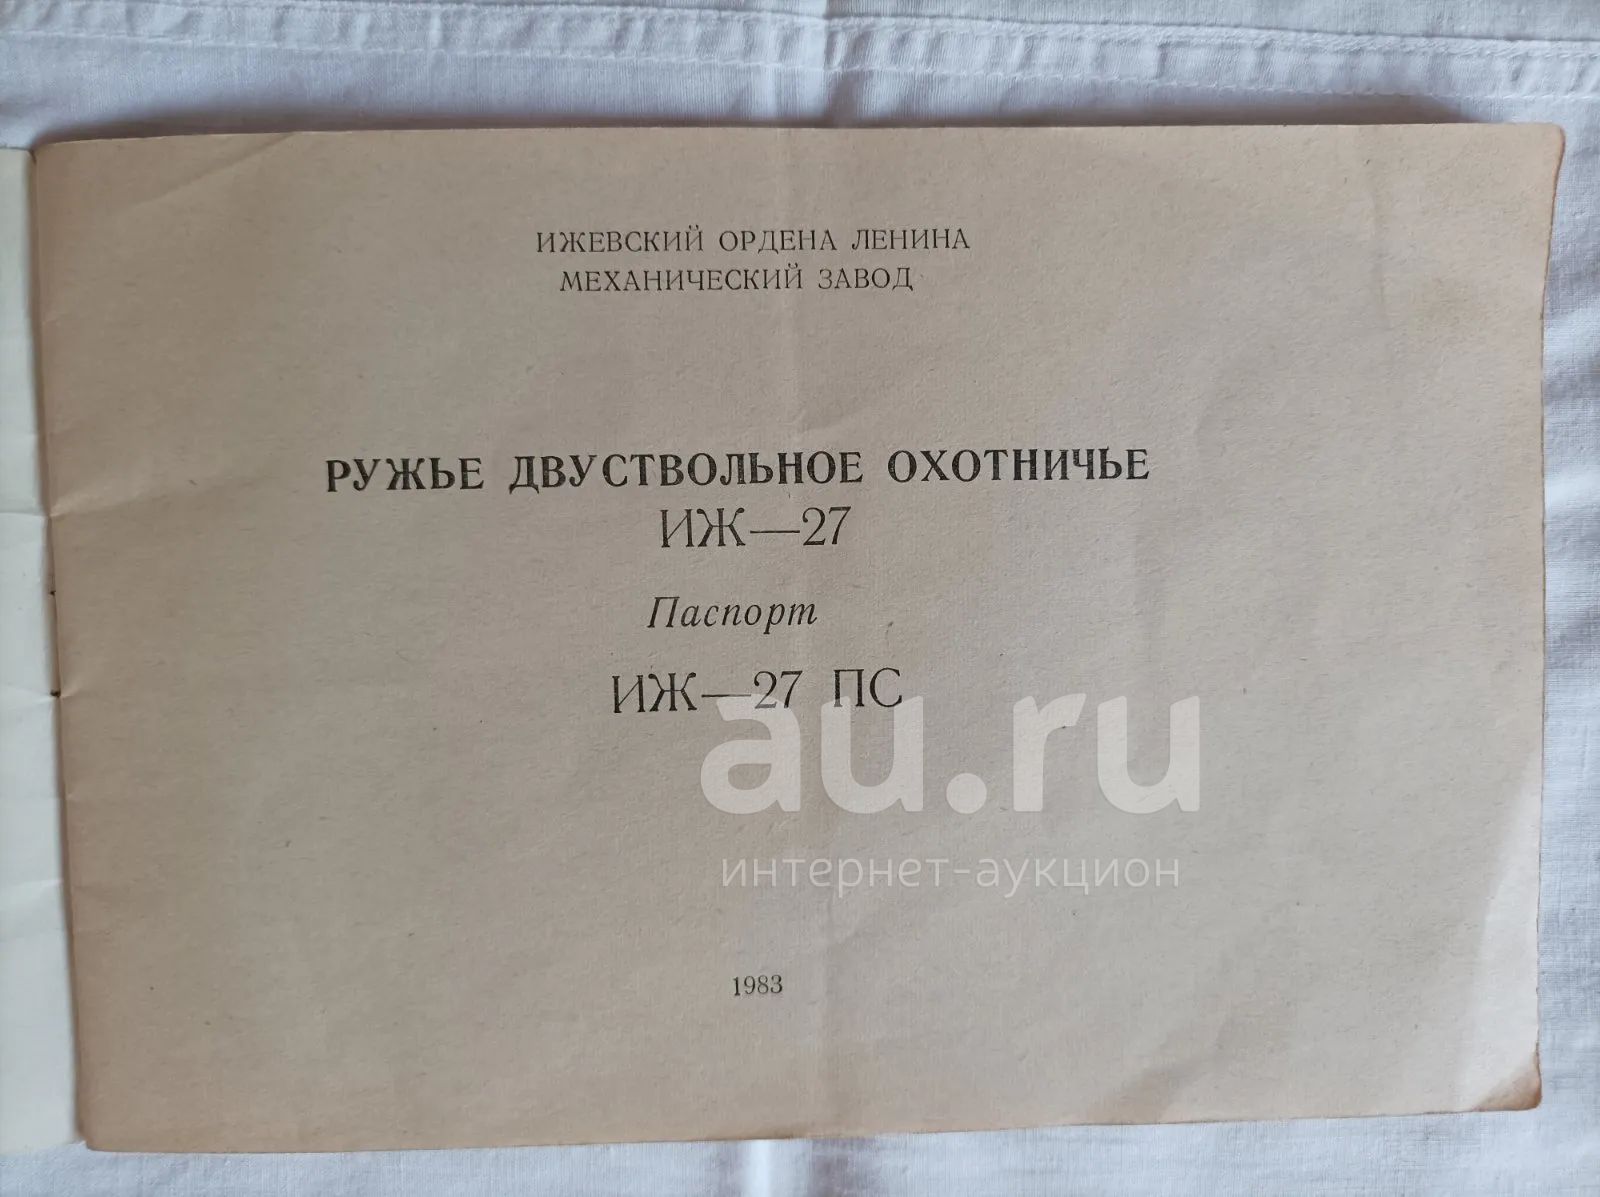 ИЖЕВСКИЙ ОРДЕНА ЛЕНИНА
МЕХАНИЧЕСКИЙ ЗАВОД
РУЖЬЕ ДВУСТВОЛЬНОЕ ОХОТНИЧЬЕ
ИЖ—27
Паспорт
ИЖ—27 ПС
au.ru
интернет-аукцион
1983